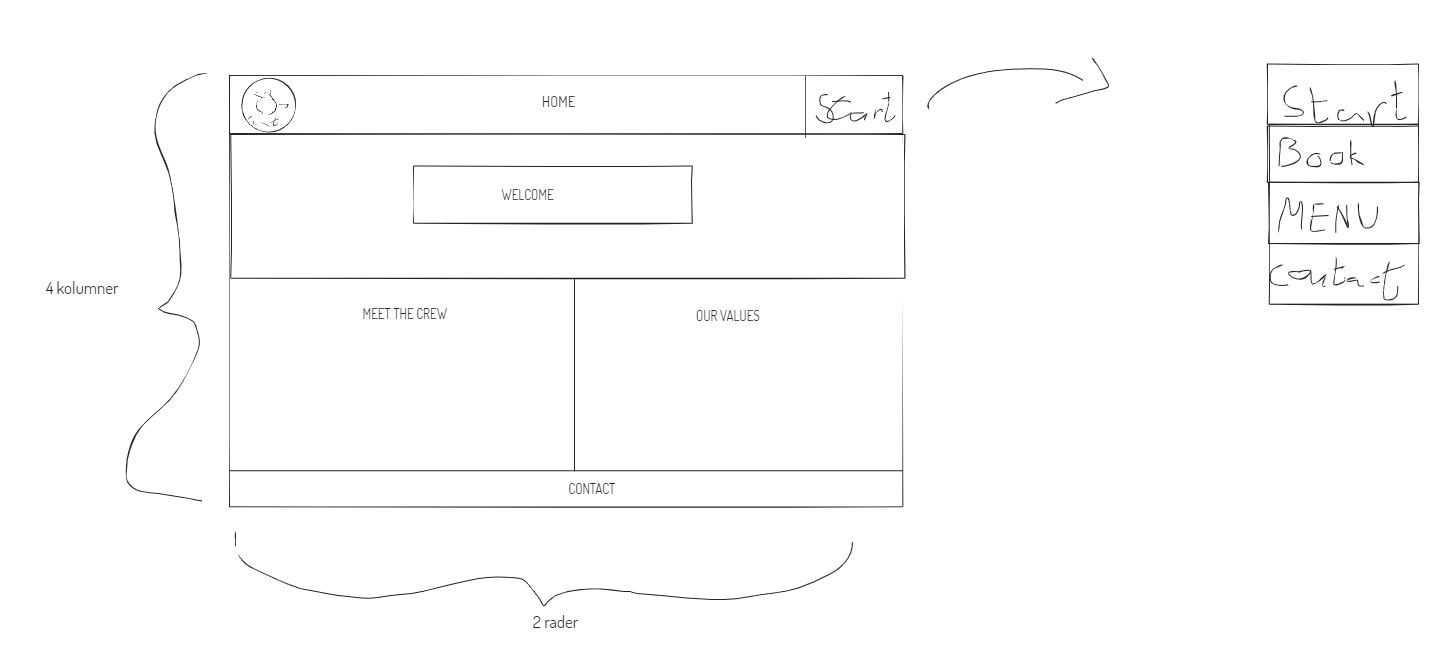 HOME
Start
WELCOME
4 kolumner
MEET THE CREW
OUR VALUES
CONTACT
2 rader
Start
Book
MENU
contact